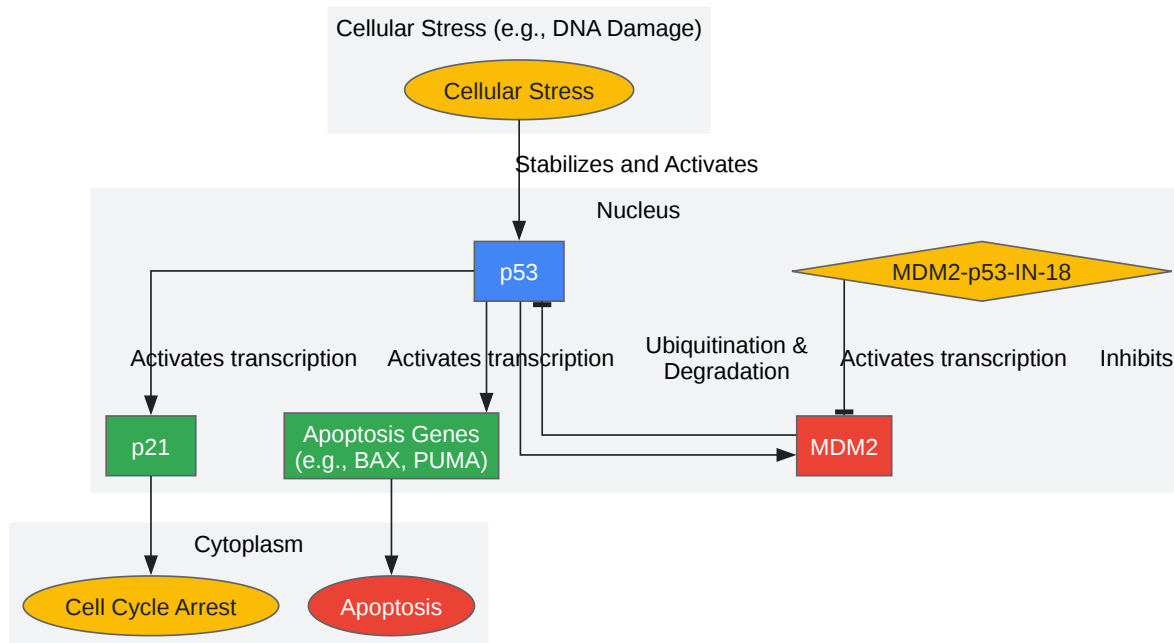 Cellular Stress (e.g., DNA Damage)
Cellular Stress
Stabilizes and Activates
Nucleus
p53
MDM2-p53-IN-18
Activates transcription
Activates transcription
Ubiquitination &
Degradation
Activates transcription
Inhibits
p21
Apoptosis Genes
(e.g., BAX, PUMA)
MDM2
Cytoplasm
Cell Cycle Arrest
Apoptosis